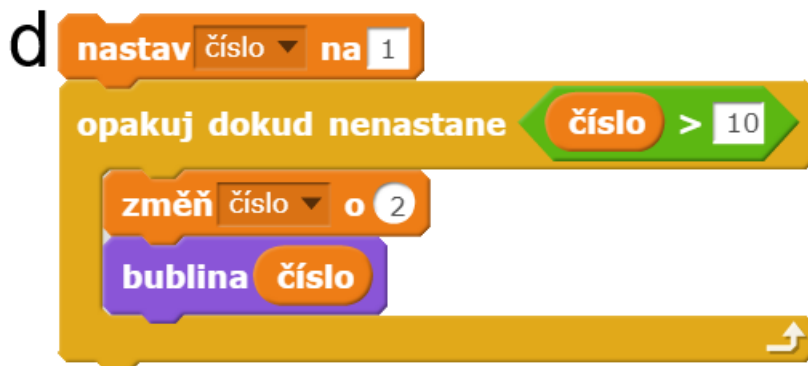 d
nastav číslo na 1
opakuj dokud nenastane číslo > 10
změň číslo o 2
bublina číslo